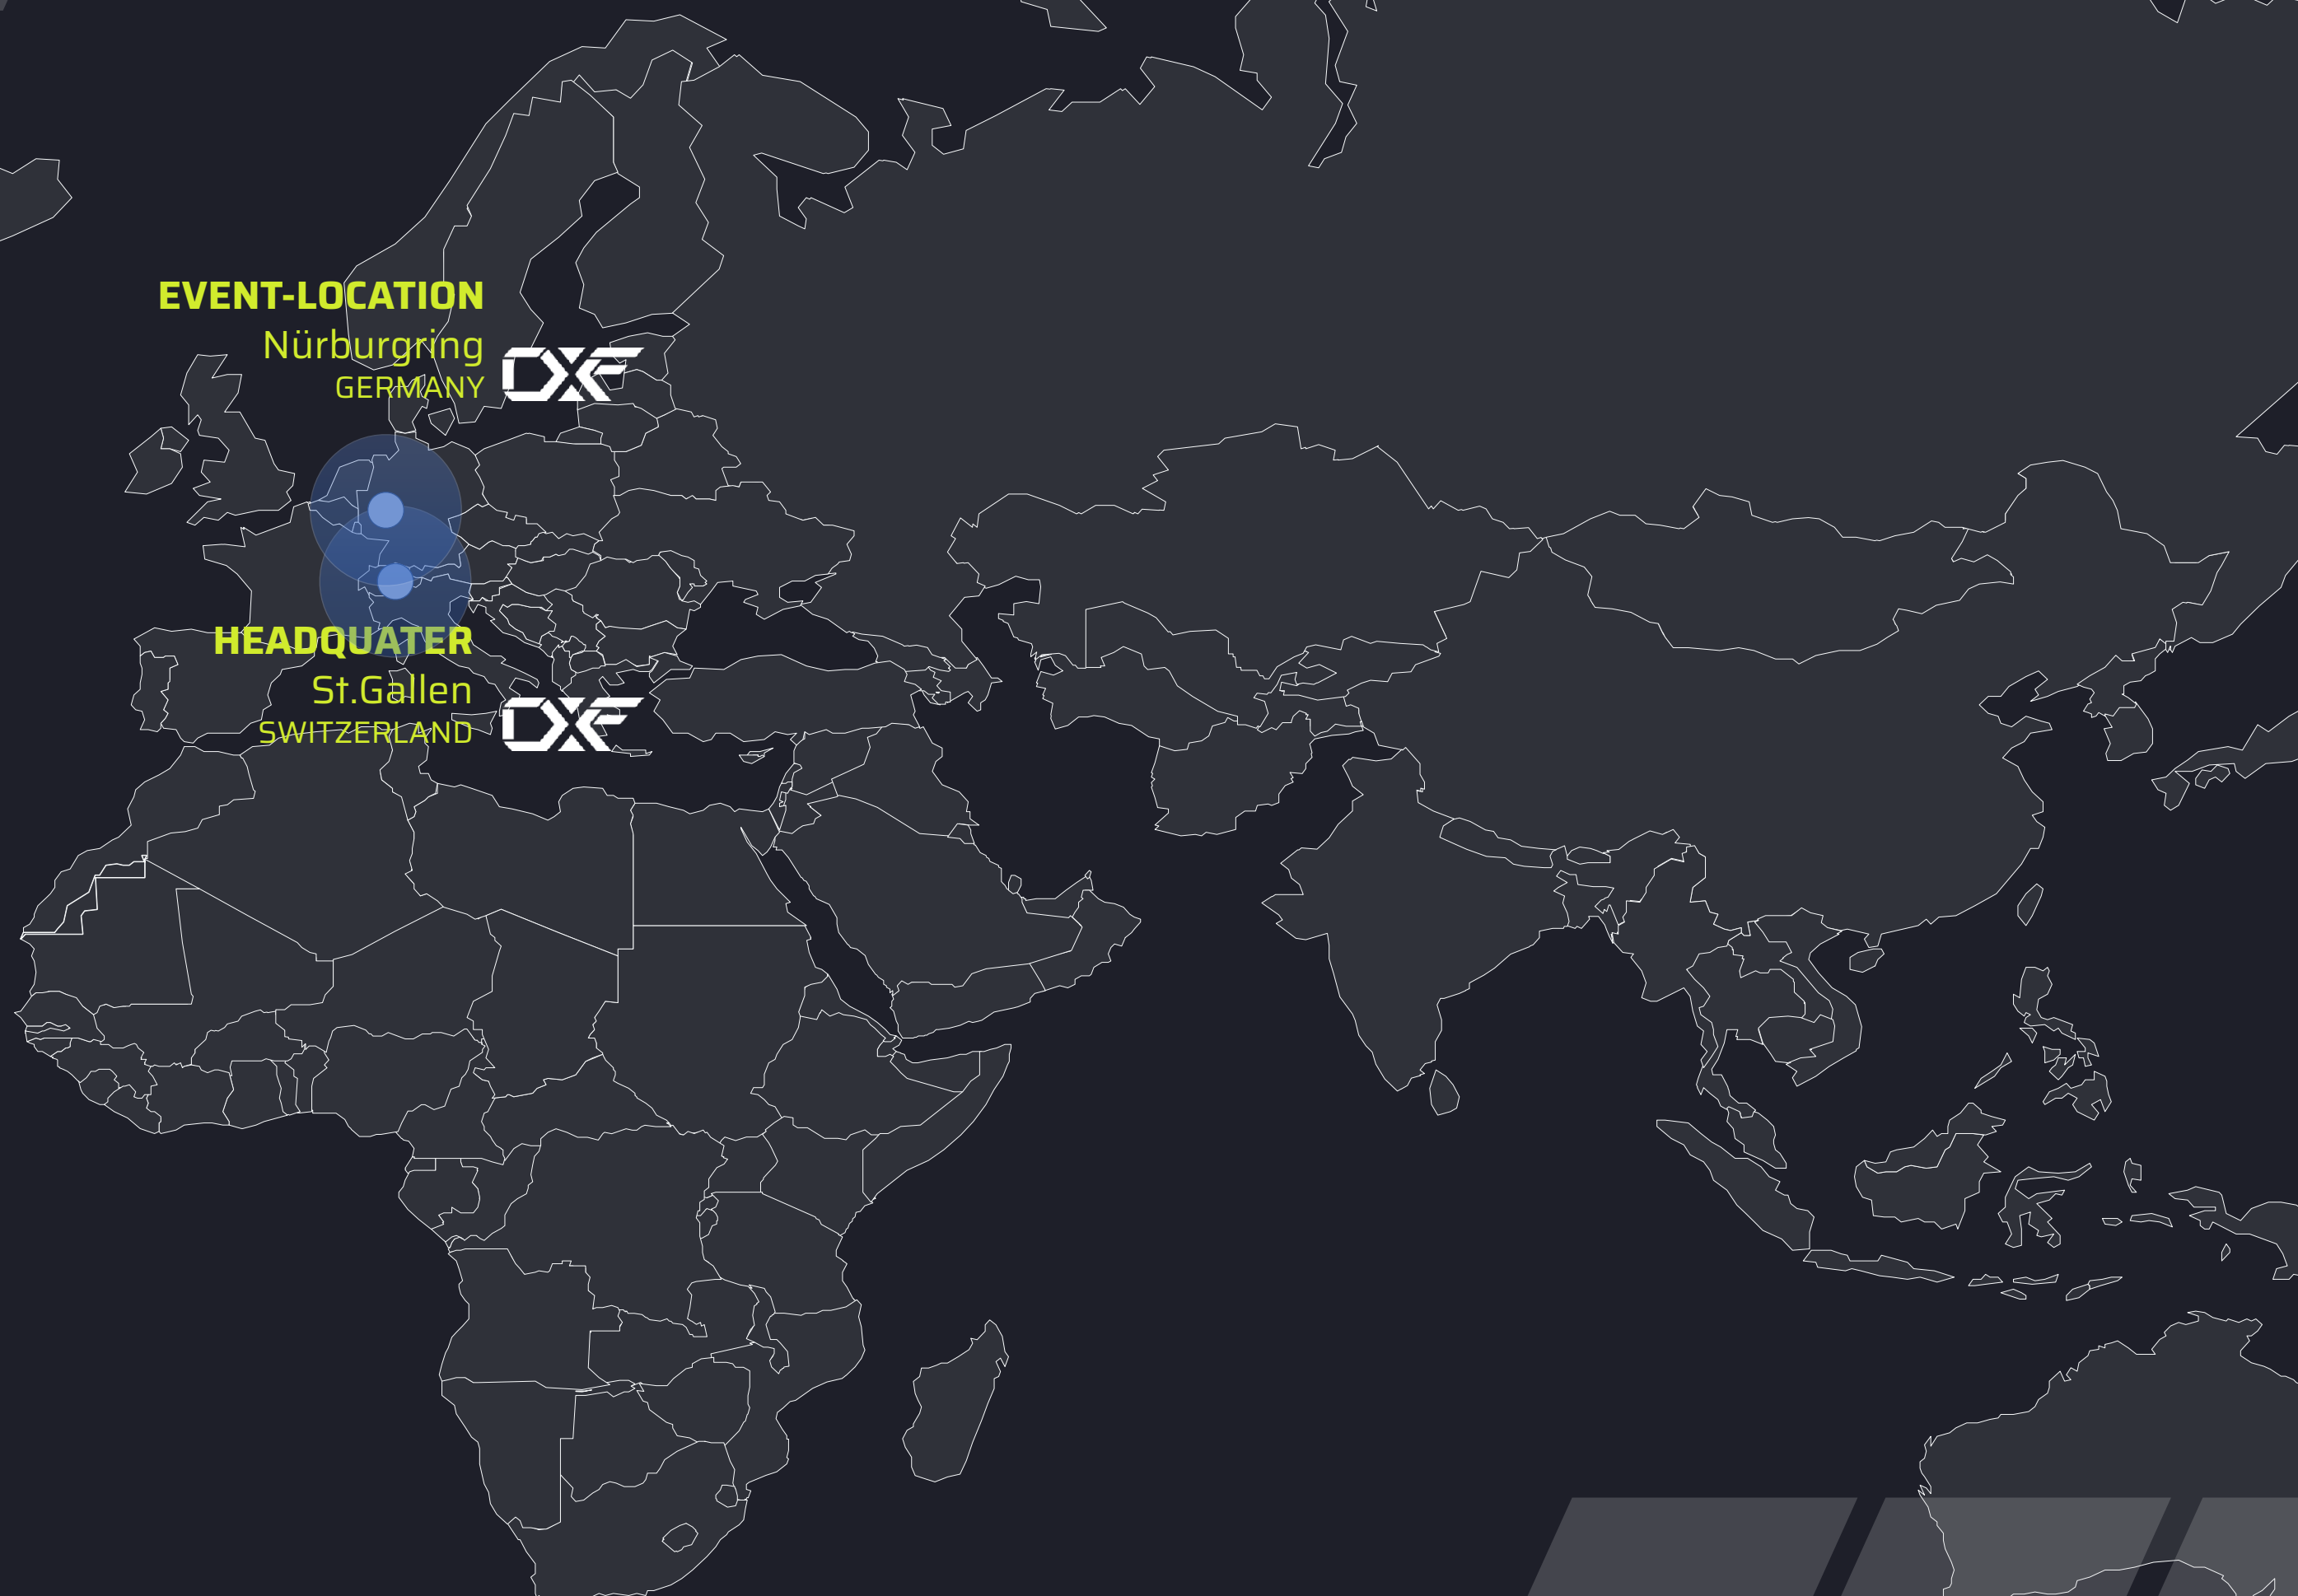 EVENT-LOCATION
Nürburgring
GERMANY
DXF
HEADQUATER
St.Gallen
SWITZERLAND
DXF